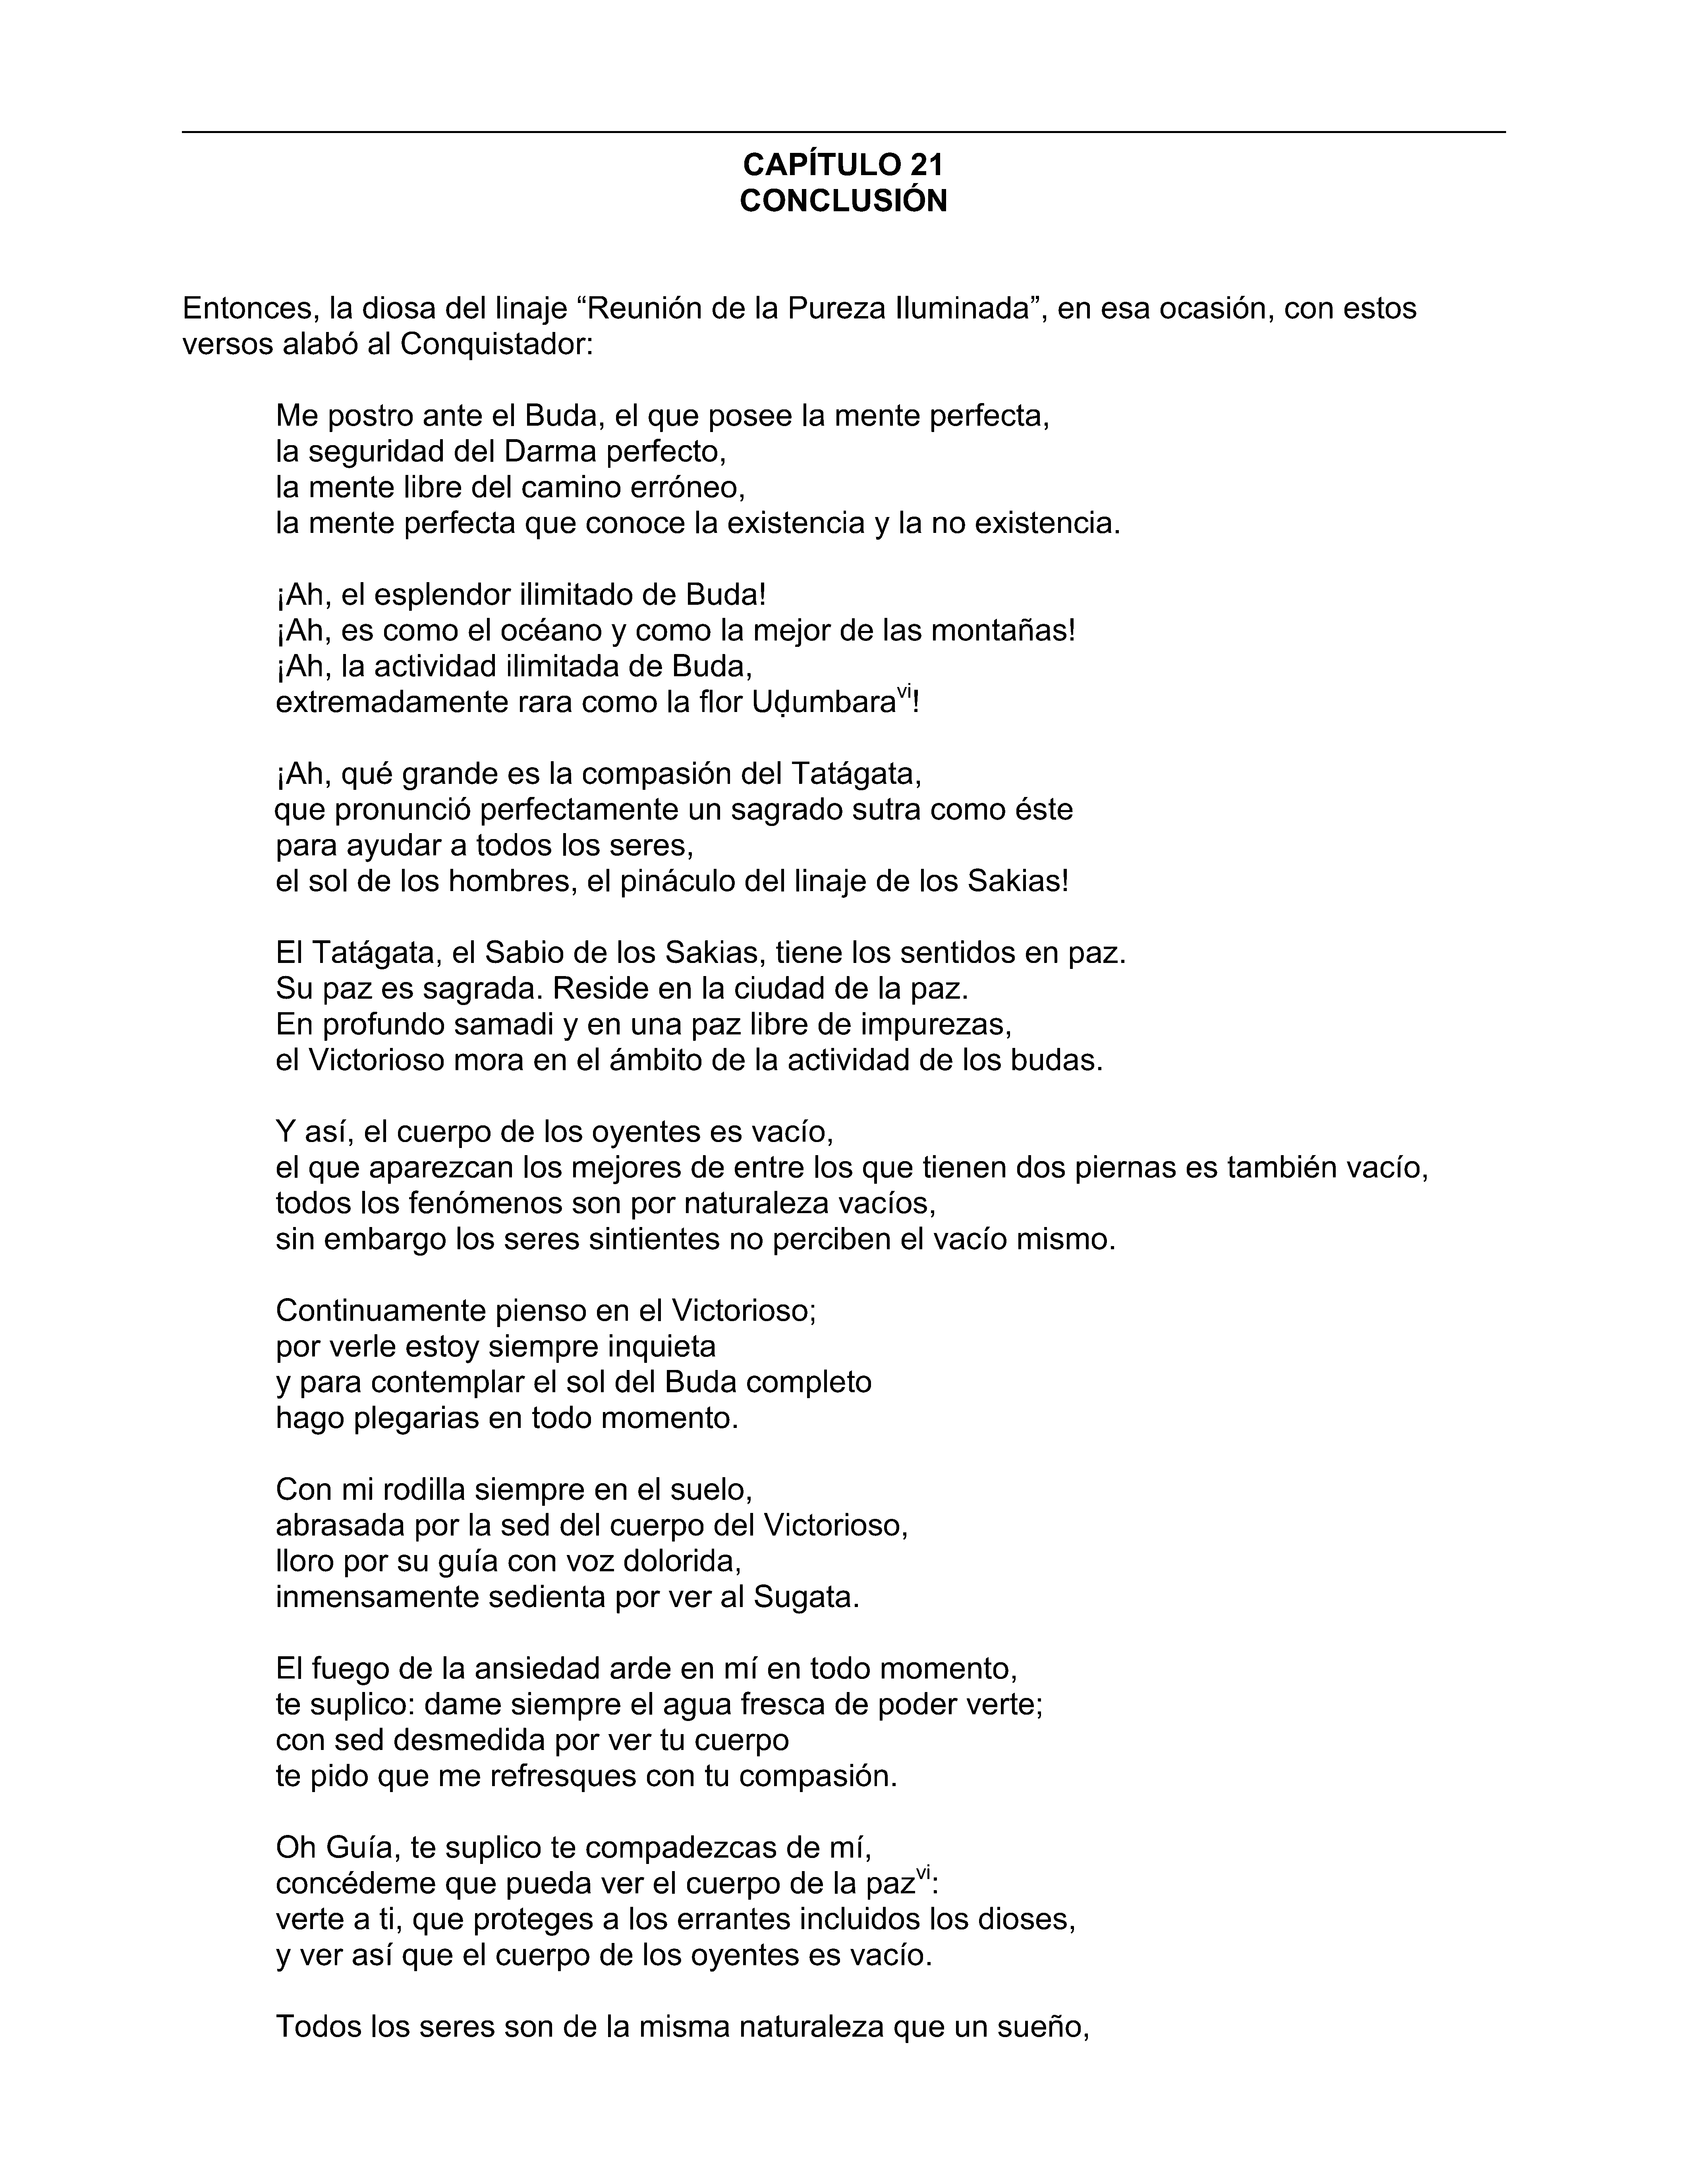 CAPÍTULO 21
CONCLUSIÓN
Entonces, la diosa del linaje “Reunión de la Pureza Iluminada”, en esa ocasión, con estos
versos alabó al Conquistador:
Me postro ante el Buda, el que posee la mente perfecta,
la seguridad del Darma perfecto,
la mente libre del camino erróneo,
la mente perfecta que conoce la existencia y la no existencia.
¡Ah, el esplendor ilimitado de Buda!
¡Ah, es como el océano y como la mejor de las montañas!
¡Ah, la actividad ilimitada de Buda,
extremadamente rara como la flor Uḍumbaraᵛⁱ!
¡Ah, qué grande es la compasión del Tatágata,
que pronunció perfectamente un sagrado sutra como éste
para ayudar a todos los seres,
el sol de los hombres, el pináculo del linaje de los Sakias!
El Tatágata, el Sabio de los Sakias, tiene los sentidos en paz.
Su paz es sagrada. Reside en la ciudad de la paz.
En profundo samadi y en una paz libre de impurezas,
el Victorioso mora en el ámbito de la actividad de los budas.
Y así, el cuerpo de los oyentes es vacío,
el que aparezcan los mejores de entre los que tienen dos piernas es también vacío,
todos los fenómenos son por naturaleza vacíos,
sin embargo los seres sintientes no perciben el vacío mismo.
Continuamente pienso en el Victorioso;
por verle estoy siempre inquieta
y para contemplar el sol del Buda completo
hago plegarias en todo momento.
Con mi rodilla siempre en el suelo,
abrasada por la sed del cuerpo del Victorioso,
lloro por su guía con voz dolorida,
inmensamente sedienta por ver al Sugata.
El fuego de la ansiedad arde en mí en todo momento,
te suplico: dame siempre el agua fresca de poder verte;
con sed desmedida por ver tu cuerpo
te pido que me refresques con tu compasión.
Oh Guía, te suplico te compadezcas de mí,
concédeme que pueda ver el cuerpo de la pazᵛⁱ:
verte a ti, que proteges a los errantes incluidos los dioses,
y ver así que el cuerpo de los oyentes es vacío.
Todos los seres son de la misma naturaleza que un sueño,